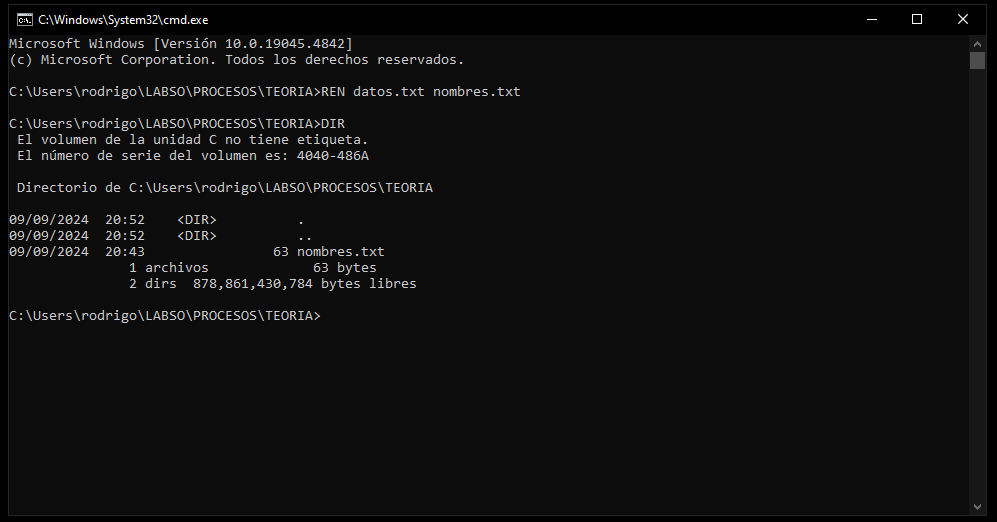 C:\Windows\System32\cmd.exe
Microsoft Windows [Versión 10.0.19045.4842]
(c) Microsoft Corporation. Todos los derechos reservados.
C:\Users\rodrigo\LABSO\PROCESOS\TEORIA>REN datos.txt nombres.txt
C:\Users\rodrigo\LABSO\PROCESOS\TEORIA>DIR
 El volumen de la unidad C no tiene etiqueta.
 El número de serie del volumen es: 4040-486A
 Directorio de C:\Users\rodrigo\LABSO\PROCESOS\TEORIA
09/09/2024  20:52    <DIR>          .
09/09/2024  20:52    <DIR>          ..
09/09/2024  20:43                63 nombres.txt
               1 archivos             63 bytes
               2 dirs  878,861,430,784 bytes libres
C:\Users\rodrigo\LABSO\PROCESOS\TEORIA>